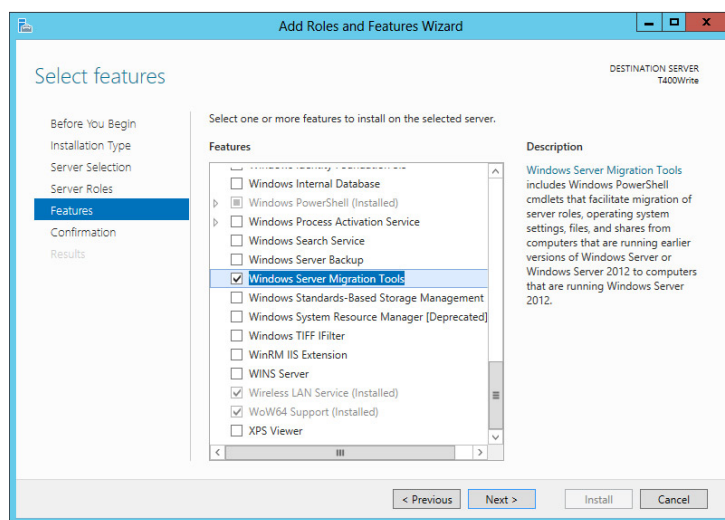 Add Roles and Features Wizard
Select features
DESTINATION SERVER
T400Write
Before You Begin
Installation Type
Server Selection
Server Roles
Features
Confirmation
Results
Select one or more features to install on the selected server.
Features
Windows Internal Database
Windows PowerShell (Installed)
Windows Process Activation Service
Windows Search Service
Windows Server Backup
Windows Server Migration Tools
Windows Standards-Based Storage Management
Windows System Resource Manager [Deprecated]
Windows TIFF IFilter
WinRM IIS Extension
WINS Server
Wireless LAN Service (Installed)
WoW64 Support (Installed)
XPS Viewer
Description
Windows Server Migration Tools
includes Windows PowerShell
cmdlets that facilitate migration of
server roles, operating system
settings, files, and shares from
computers that are running earlier
versions of Windows Server or
Windows Server 2012 to computers
that are running Windows Server
2012.
< Previous
Next >
Install
Cancel